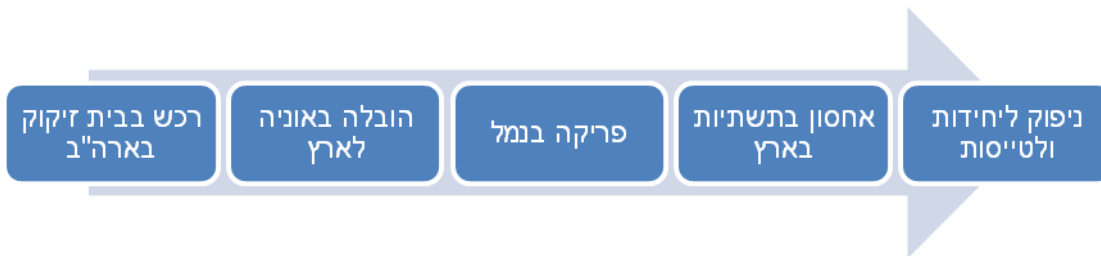 רכש בבית זיקוק
בארה"ב
הובלה באוניה
לארץ
פריקה בנמל
אחסון בתשתיות
בארץ
ניפוק ליחידות
ולטייסות